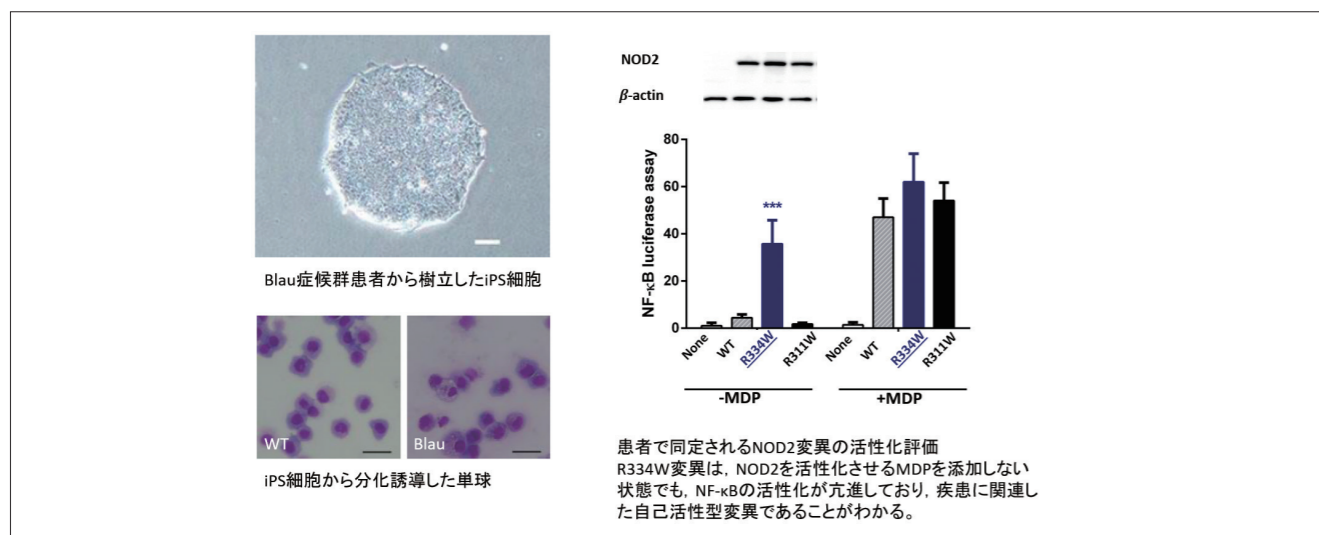 Blau症候群患者から樹立したiPS細胞
WT
Blau
iPS細胞から分化誘導した単球
NOD2
β-actin
NF-κB luciferase assay
80
60
40
20
0
***
None
WT
R334W
R311W
None
WT
R334W
R311W
-MDP
+MDP
患者で同定されるNOD2変異の活性化評価
R334W変異は，NOD2を活性化させるMDPを添加しない
状態でも，NF-κBの活性化が亢進しており，疾患に関連し
た自己活性型変異であることがわかる。